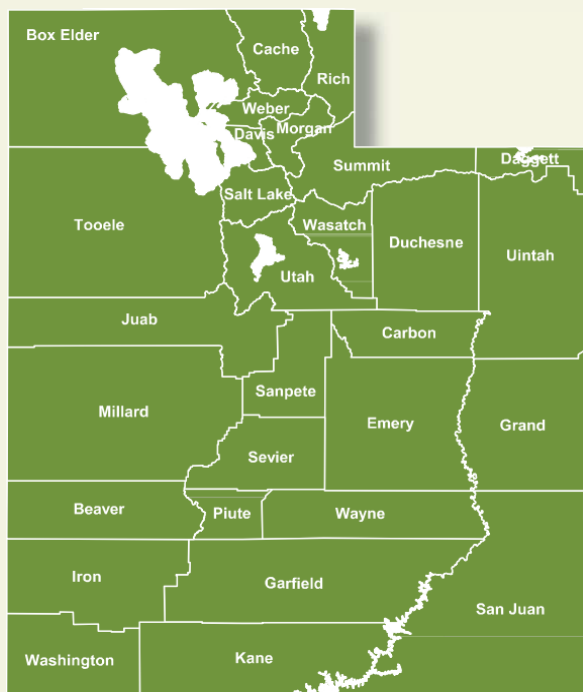 Box Elder
Cache
Rich
Weber
Davis
Morgan
Summit
Daggett
Salt Lake
Tooele
Wasatch
Duchesne
Uintah
Utah
Juab
Carbon
Sanpete
Millard
Emery
Grand
Sevier
Beaver
Piute
Wayne
Iron
Garfield
San Juan
Washington
Kane